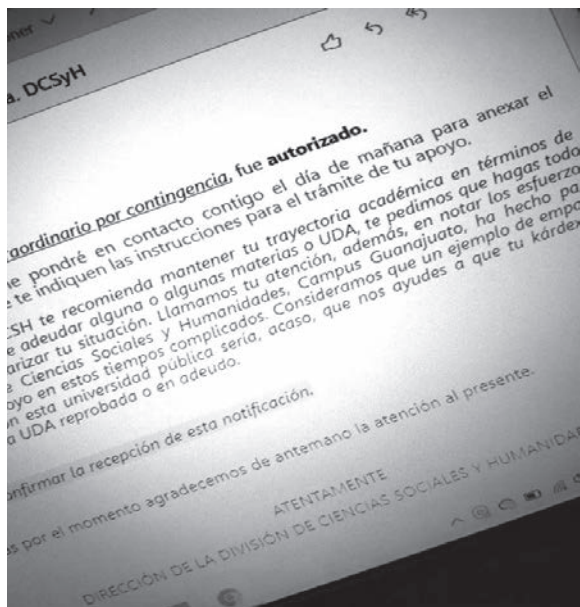 a. DCSyH
raordinario por contingencia, fue autorizado.
e pondré en contacto contigo el día de mañana para anexar el
e te indiquen las instrucciones para el trámite de tu apoyo.
SH te recomienda mantener tu trayectoria académica en términos de
e adeudar alguna o algunas materias o UDA, te pedimos que hagas todo
arizar tu situación. Llamamos tu atención, además, en notar los esfuerzo
e Ciencias Sociales y Humanidades, Campus Guanajuato, ha hecho pa
oyo en estos tiempos complicados. Consideramos que un ejemplo de empa
n esta universidad pública sería, acaso, que nos ayudes a que tu kárdex
a UDA reprobada o en adeudo.
onfirmar la recepción de esta notificación.
s por el momento agradecemos de antemano la atención al presente.
ATENTAMENTE
DIRECCIÓN DE LA DIVISIÓN DE CIENCIAS SOCIALES Y HUMANIDA